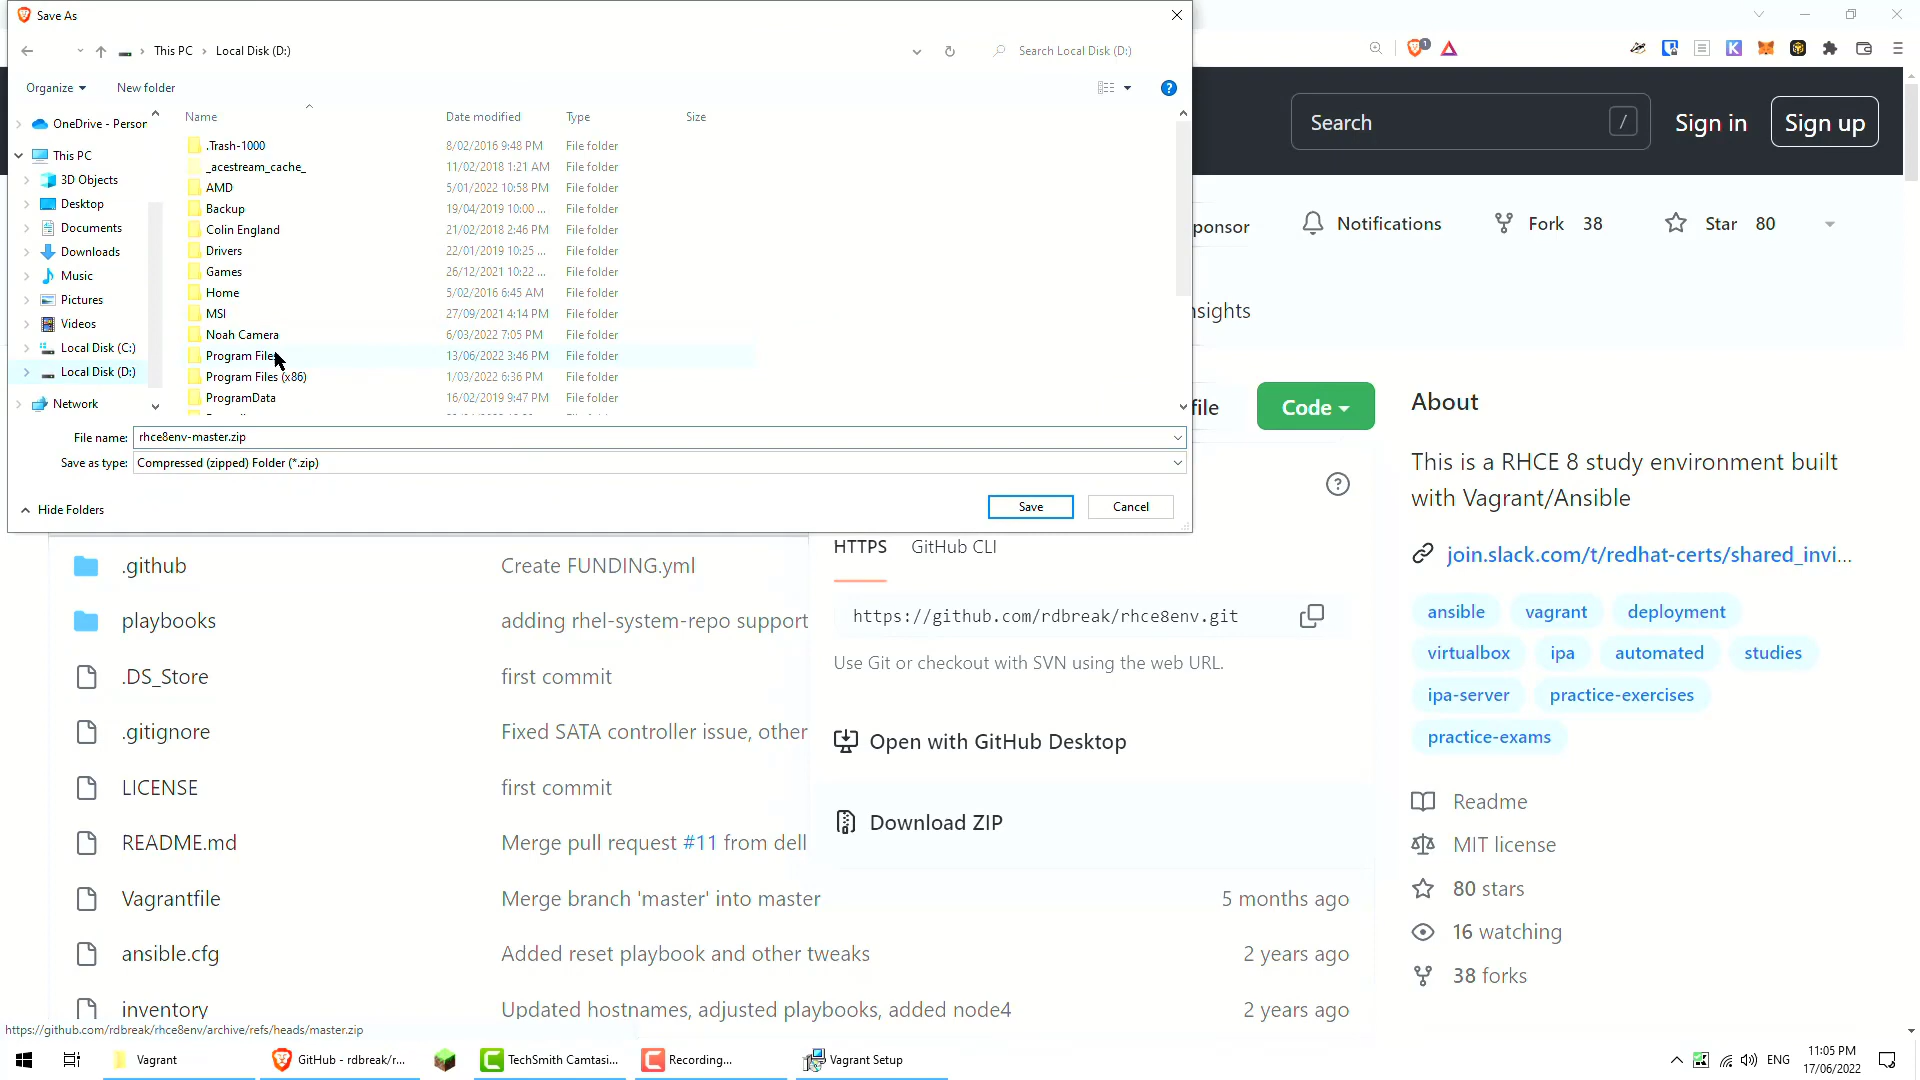 Save As
This PC
Local Disk (D:)
Search Local Disk (D:)
Organize
New folder
Name
Date modified
Type
Size
OneDrive - Person
This PC
3D Objects
Desktop
Documents
Downloads
Music
Pictures
Videos
Local Disk (C:)
Local Disk (D:)
Network
.Trash-1000 8/02/2016 9:48 PM File folder
_acestream_cache_ 11/02/2018 1:21 AM File folder
AMD 5/01/2022 10:58 PM File folder
Backup 19/04/2019 10:00 ... File folder
Colin England 21/02/2018 2:46 PM File folder
Drivers 22/01/2019 10:25 ... File folder
Games 26/12/2021 10:22 ... File folder
Home 5/02/2016 6:45 AM File folder
MSI 27/09/2021 4:14 PM File folder
Noah Camera 6/03/2022 7:05 PM File folder
Program Files 13/06/2022 3:46 PM File folder
Program Files (x86) 1/03/2022 6:36 PM File folder
ProgramData 16/02/2019 9:47 PM File folder
File name: rhce8env-master.zip
Save as type: Compressed (zipped) Folder (*.zip)
Hide Folders
Save
Cancel
1
K
Search /
Sign in
Sign up
ponsor
Notifications
Fork 38
Star 80
nsights
file
Code
HTTPS
GitHub CLI
https://github.com/rdbreak/rhce8env.git
Use Git or checkout with SVN using the web URL.
Open with GitHub Desktop
Download ZIP
.github Create FUNDING.yml
playbooks adding rhel-system-repo support
.DS_Store first commit
.gitignore Fixed SATA controller issue, other
LICENSE first commit
README.md Merge pull request #11 from dell
Vagrantfile Merge branch 'master' into master 5 months ago
ansible.cfg Added reset playbook and other tweaks 2 years ago
inventory Updated hostnames, adjusted playbooks, added node4 2 years ago
About
This is a RHCE 8 study environment built
with Vagrant/Ansible
join.slack.com/t/redhat-certs/shared_invi...
ansible
vagrant
deployment
virtualbox
ipa
automated
studies
ipa-server
practice-exercises
practice-exams
Readme
MIT license
80 stars
16 watching
38 forks
https://github.com/rdbreak/rhce8env/archive/refs/heads/master.zip
Vagrant
GitHub - rdbreak/r...
TechSmith Camtasi...
Recording...
Vagrant Setup
ENG
11:05 PM
17/06/2022